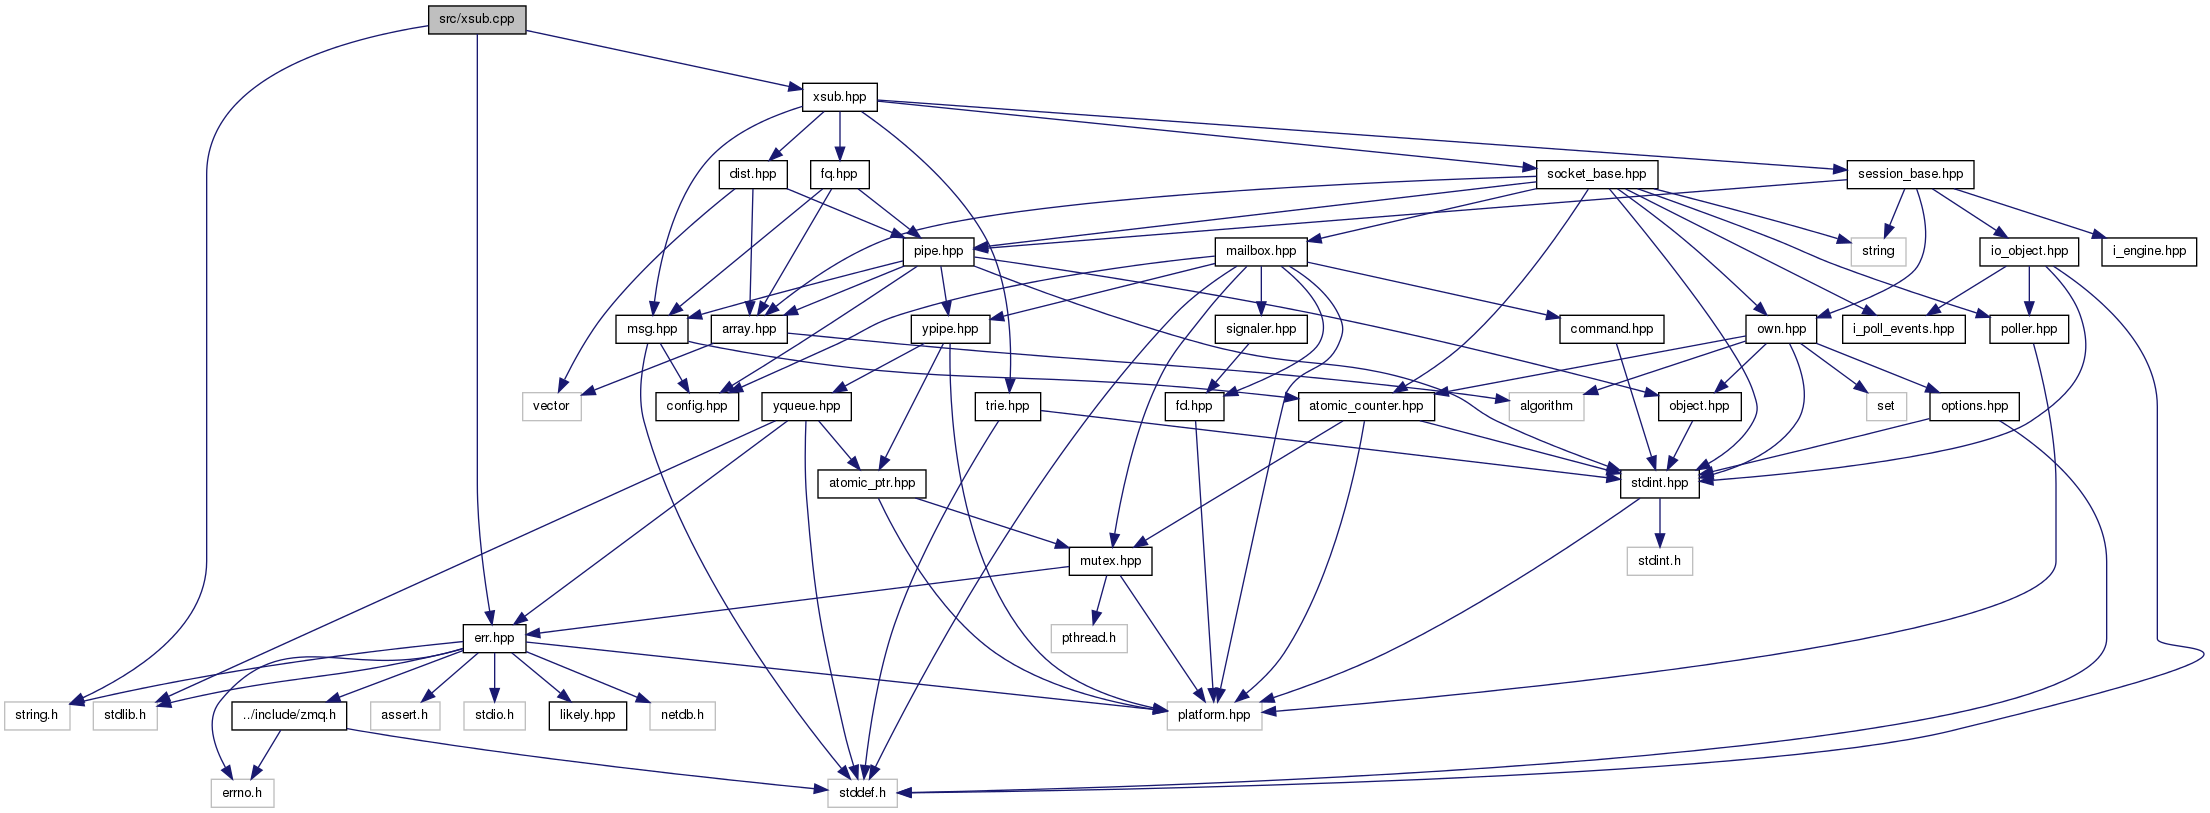 src/xsub.cpp
xsub.hpp
dist.hpp
fq.hpp
socket_base.hpp
session_base.hpp
pipe.hpp
mailbox.hpp
string
io_object.hpp
i_engine.hpp
msg.hpp
array.hpp
ypipe.hpp
signaler.hpp
command.hpp
own.hpp
i_poll_events.hpp
poller.hpp
vector
config.hpp
yqueue.hpp
trie.hpp
fd.hpp
atomic_counter.hpp
algorithm
object.hpp
set
options.hpp
atomic_ptr.hpp
stdint.hpp
mutex.hpp
stdint.h
err.hpp
pthread.h
string.h
stdlib.h
../include/zmq.h
assert.h
stdio.h
likely.hpp
netdb.h
platform.hpp
errno.h
stddef.h